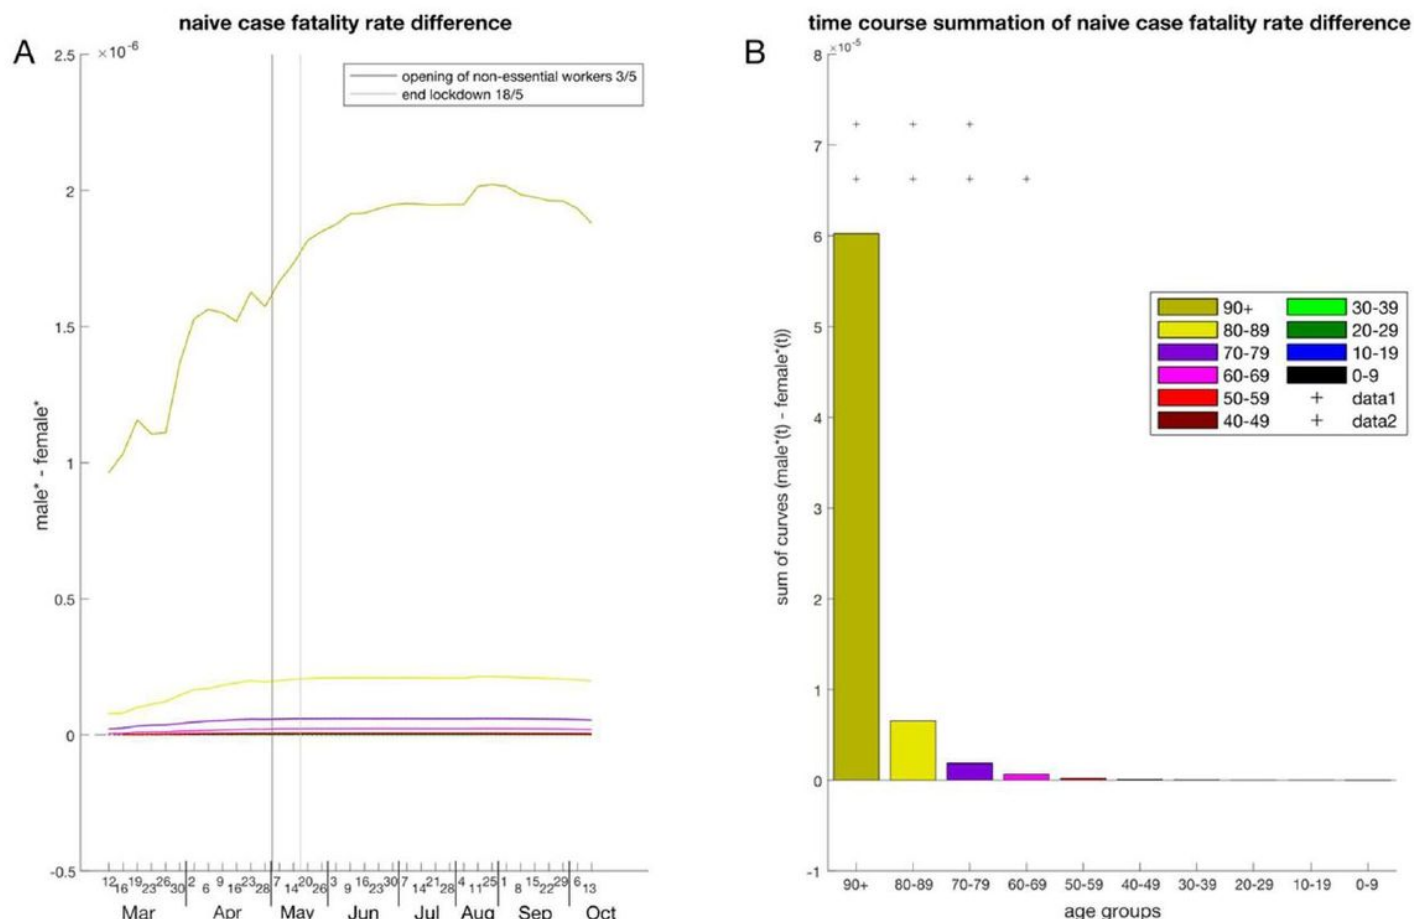 naive case fatality rate difference
A
×10-6
2.5
2
1.5
1
0.5
0
-0.5
male* - female*
opening of non-essential workers 3/5
end lockdown 18/5
12 16 19 23 26 30 2 6 9 16 23 28 7 14 20 26 3 9 16 23 30 7 14 21 28 4 11 25 1 8 15 22 29 6 13
Mar Apr May Jun Jul Aug Sep Oct
time course summation of naive case fatality rate difference
B
×10-5
8
7
6
5
4
3
2
1
0
-1
sum of curves (male*(t) - female*(t))
90+ 30-39
80-89 20-29
70-79 10-19
60-69 0-9
50-59 + data1
40-49 + data2
90+ 80-89 70-79 60-69 50-59 40-49 30-39 20-29 10-19 0-9
age groups